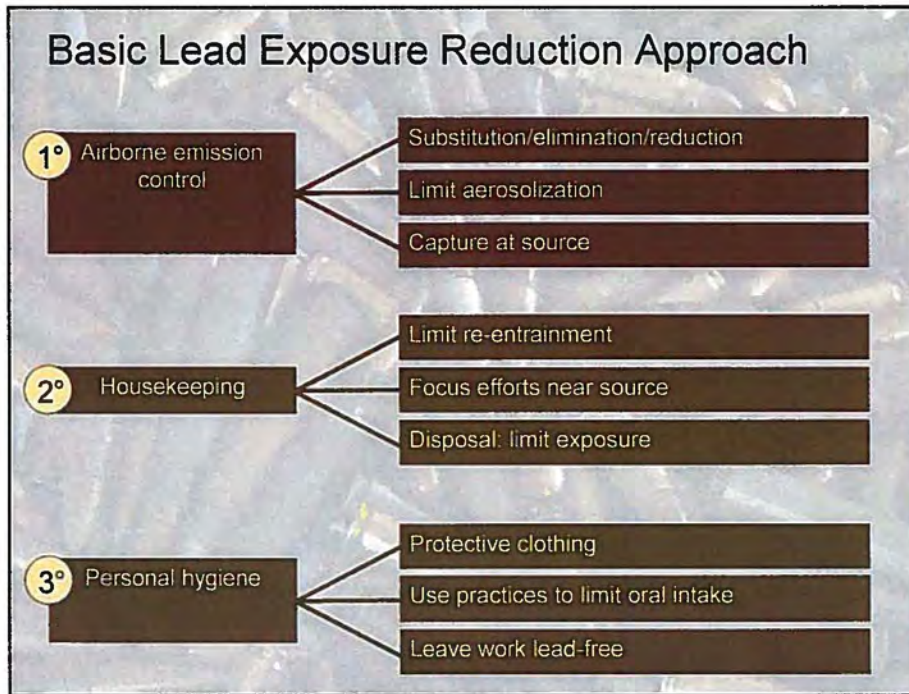 Basic Lead Exposure Reduction Approach
1°
Airborne emission
control
Substitution/elimination/reduction
Limit aerosolization
Capture at source
2°
Housekeeping
Limit re-entrainment
Focus efforts near source
Disposal: limit exposure
3°
Personal hygiene
Protective clothing
Use practices to limit oral intake
Leave work lead-free